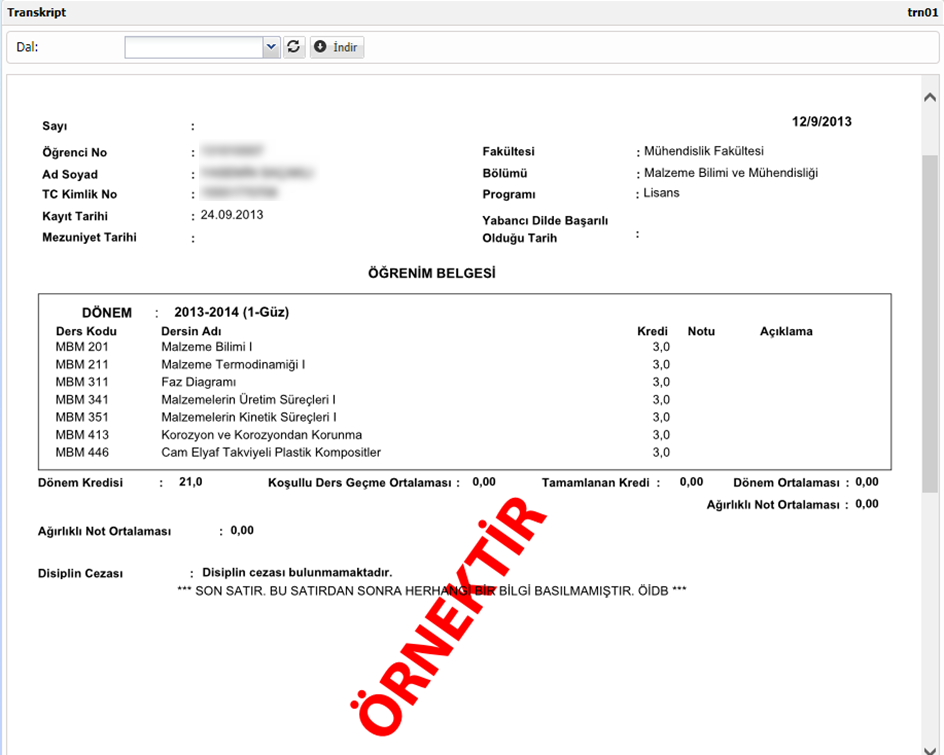 Transkript trn01
Dal: İndir
12/9/2013
Sayı :
Öğrenci No : Fakültesi : Mühendislik Fakültesi
Ad Soyad : Bölümü : Malzeme Bilimi ve Mühendisliği
TC Kimlik No : Programı : Lisans
Kayıt Tarihi : 24.09.2013 Yabancı Dilde Başarılı
Mezuniyet Tarihi : Olduğu Tarih :
ÖĞRENİM BELGESİ
DÖNEM : 2013-2014 (1-Güz)
Ders Kodu Dersin Adı Kredi Notu Açıklama
MBM 201 Malzeme Bilimi I 3,0
MBM 211 Malzeme Termodinamiği I 3,0
MBM 311 Faz Diagramı 3,0
MBM 341 Malzemelerin Üretim Süreçleri I 3,0
MBM 351 Malzemelerin Kinetik Süreçleri I 3,0
MBM 413 Korozyon ve Korozyondan Korunma 3,0
MBM 446 Cam Elyaf Takviyeli Plastik Kompositler 3,0
Dönem Kredisi : 21,0 Koşullu Ders Geçme Ortalaması : 0,00 Tamamlanan Kredi : 0,00 Dönem Ortalaması : 0,00
Ağırlıklı Not Ortalaması : 0,00
Ağırlıklı Not Ortalaması : 0,00
Disiplin Cezası : Disiplin cezası bulunmamaktadır.
*** SON SATIR. BU SATIRDAN SONRA HERHANGİ BİR BİLGİ BASILMAMIŞTIR. ÖİDB ***
ÖRNEKTİR